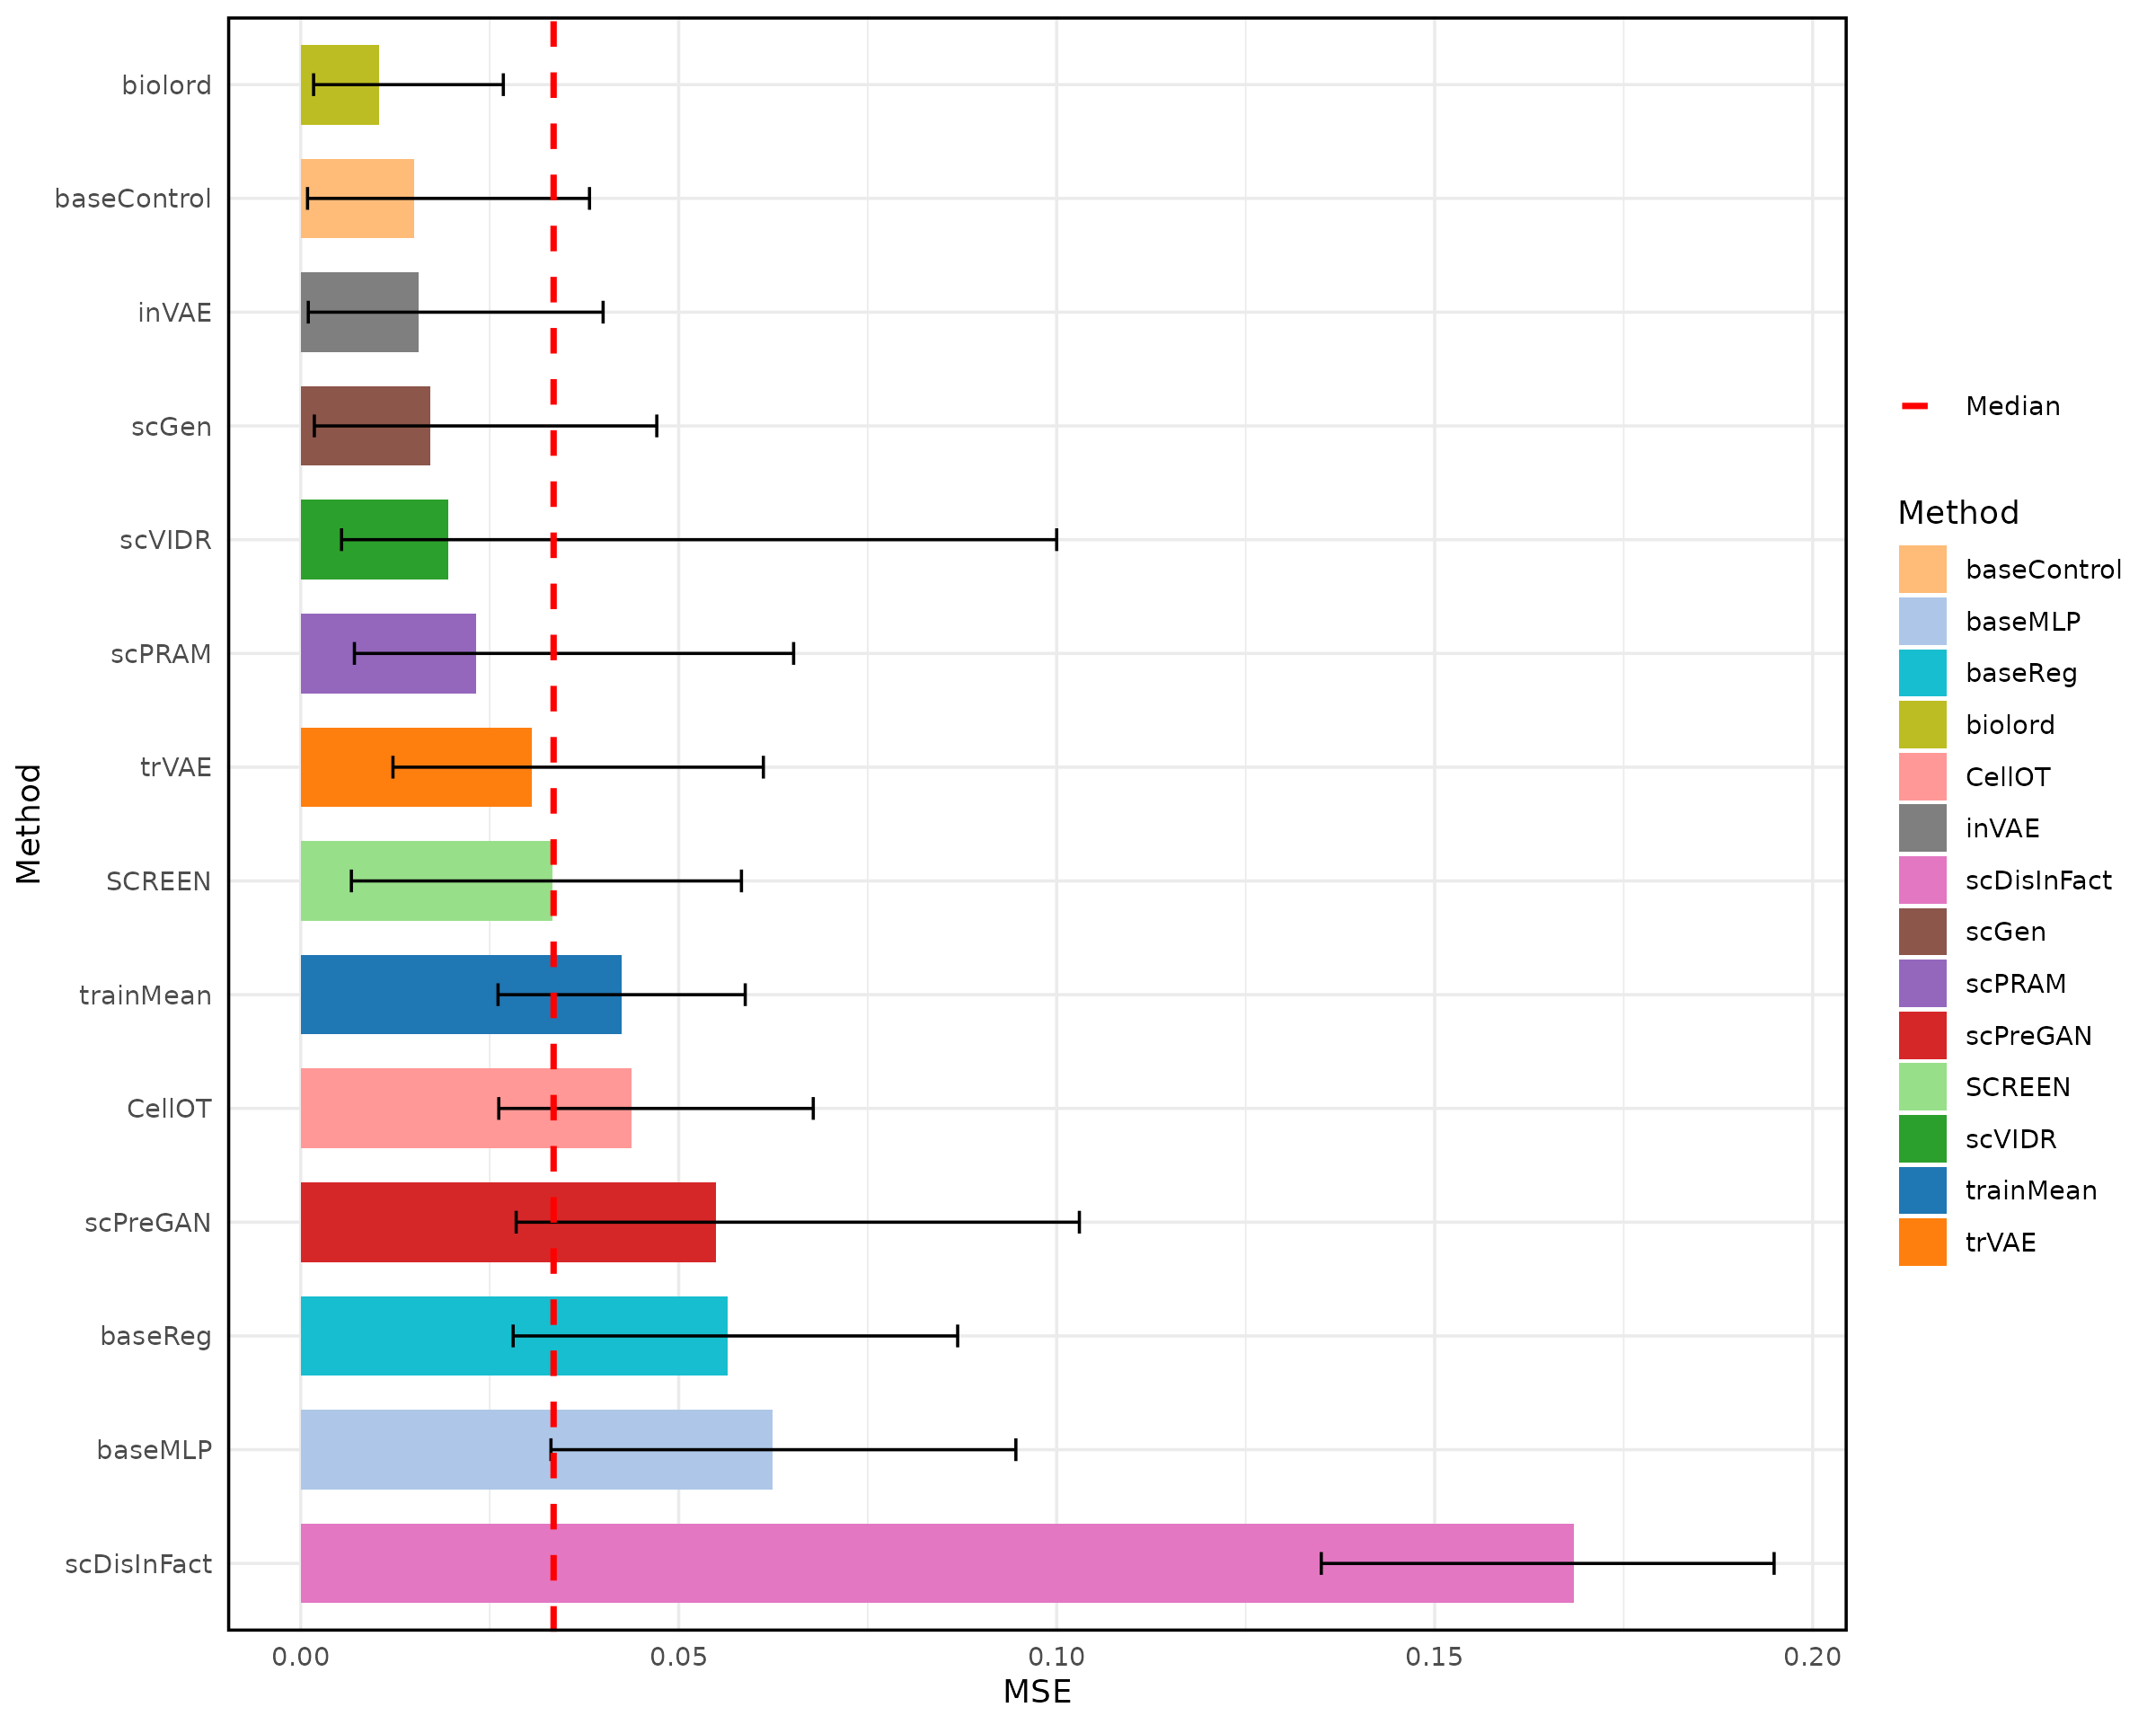 biolord
baseControl
inVAE
scGen
scVIDR
scPRAM
trVAE
SCREEN
trainMean
CellOT
scPreGAN
baseReg
baseMLP
scDisInFact
Method
0.00 0.05 0.10 0.15 0.20
MSE
Median
Method
baseControl
baseMLP
baseReg
biolord
CellOT
inVAE
scDisInFact
scGen
scPRAM
scPreGAN
SCREEN
scVIDR
trainMean
trVAE